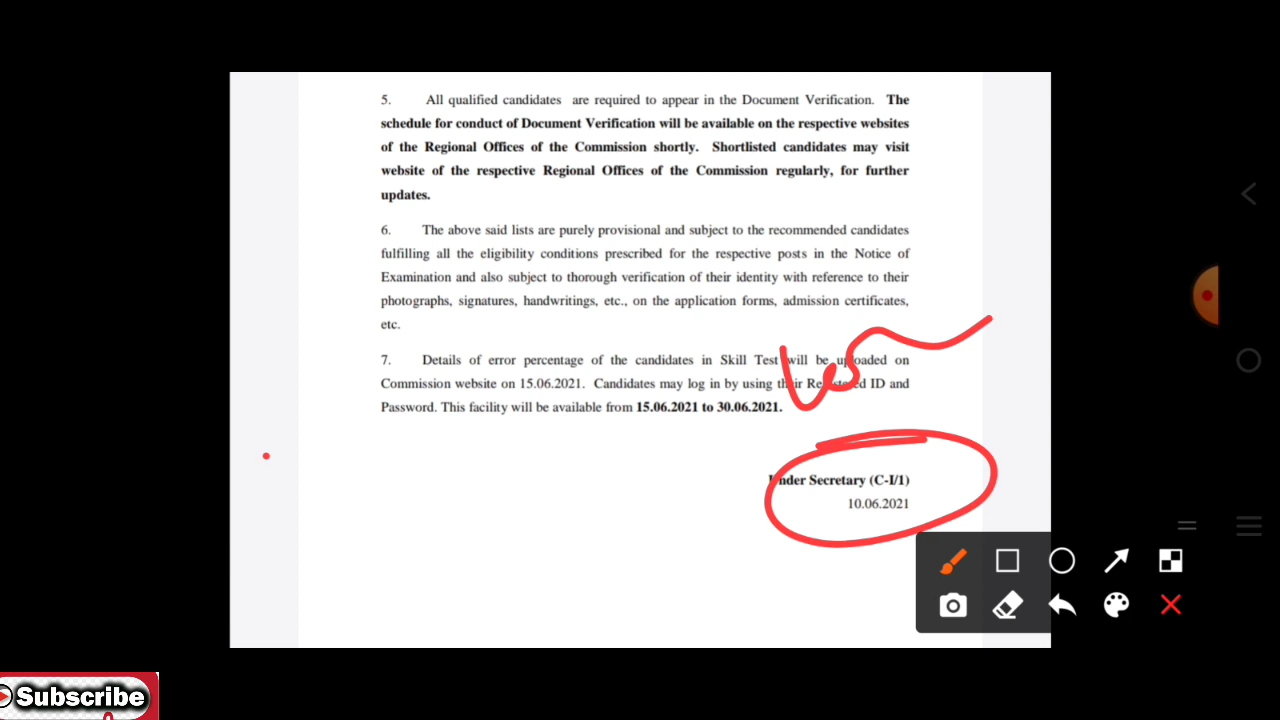 5. All qualified candidates are required to appear in the Document Verification. The
schedule for conduct of Document Verification will be available on the respective websites
of the Regional Offices of the Commission shortly. Shortlisted candidates may visit
website of the respective Regional Offices of the Commission regularly, for further
updates.
6. The above said lists are purely provisional and subject to the recommended candidates
fulfilling all the eligibility conditions prescribed for the respective posts in the Notice of
Examination and also subject to thorough verification of their identity with reference to their
photographs, signatures, handwritings, etc., on the application forms, admission certificates,
etc.
7. Details of error percentage of the candidates in Skill Test will be uploaded on
Commission website on 15.06.2021. Candidates may log in by using their Registered ID and
Password. This facility will be available from 15.06.2021 to 30.06.2021.
Under Secretary (C-I/1)
10.06.2021
Subscribe